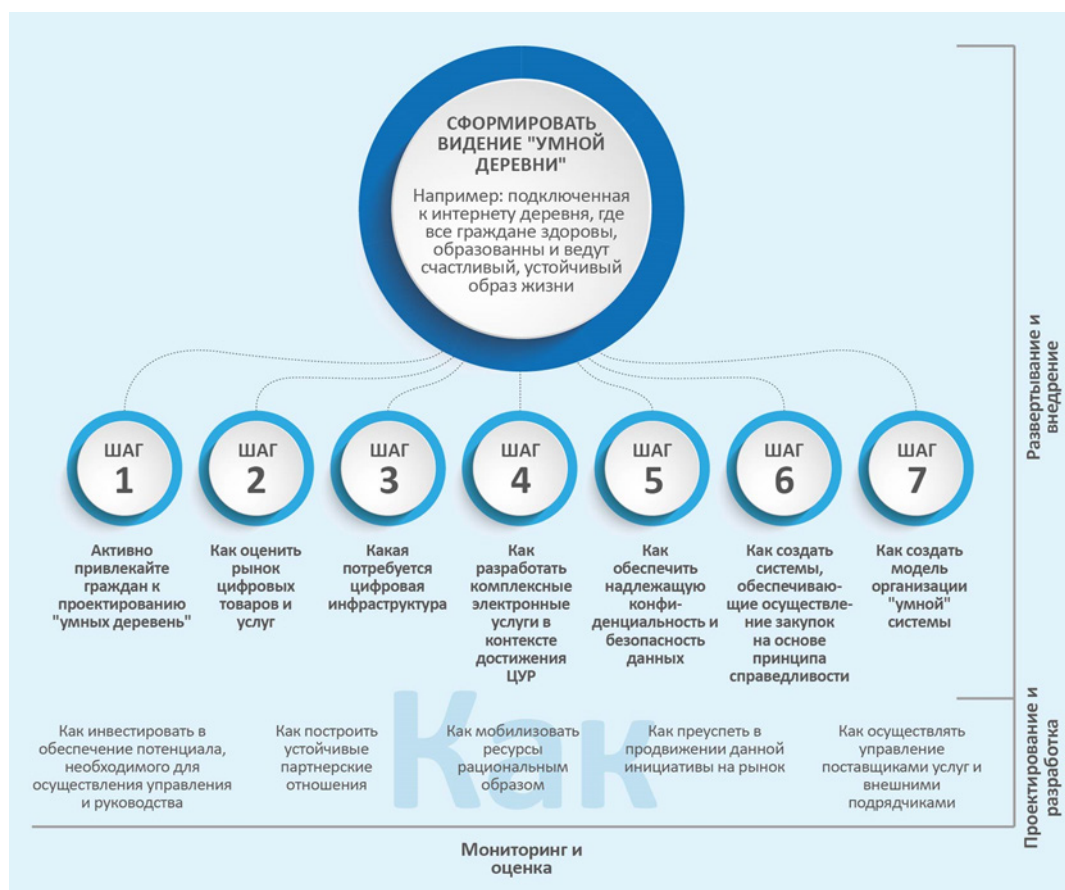 СФОРМИРОВАТЬ
ВИДЕНИЕ "УМНОЙ
ДЕРЕВНИ"
Например: подключенная
к интернету деревня, где
все граждане здоровы,
образованны и ведут
счастливый, устойчивый
образ жизни
ШАГ
1
Активно
привлекайте
граждан к
проектированию
"умных деревень"
ШАГ
2
Как оценить
рынок
цифровых
товаров и
услуг
ШАГ
3
Какая
потребуется
цифровая
инфраструктура
ШАГ
4
Как
разработать
комплексные
электронные
услуги в
контексте
достижения
ЦУР
ШАГ
5
Как
обеспечить
надлежащую
конфи-
денциальность и
безопасность
данных
ШАГ
6
Как создать
системы,
обеспечиваю-
щие осуществле-
ние закупок
на основе
принципа
справедливости
ШАГ
7
Как создать
модель
организации
"умной"
системы
Развертывание и
внедрение
Как
Как инвестировать в
обеспечение потенциала,
необходимого для
осуществления управления
и руководства
Как построить
устойчивые
партнерские
отношения
Как мобилизовать
ресурсы
рациональным
образом
Как преуспеть в
продвижении данной
инициативы на рынок
Как осуществлять
управление
поставщиками услуг и
внешними
подрядчиками
Проектирование и
разработка
Мониторинг и
оценка